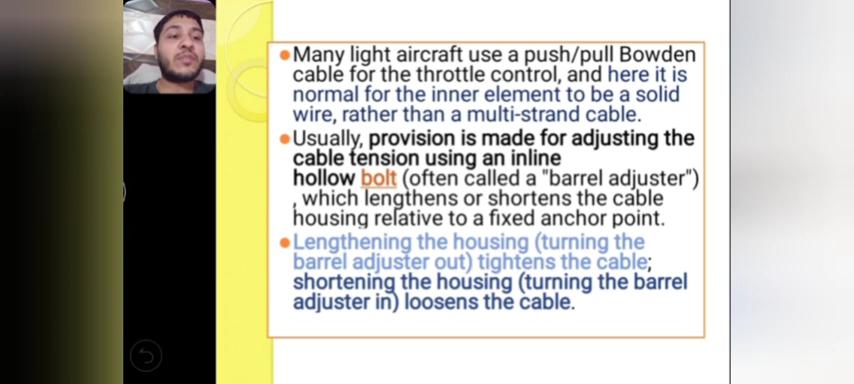 Many light aircraft use a push/pull Bowden
cable for the throttle control, and here it is
normal for the inner element to be a solid
wire, rather than a multi-strand cable.
Usually, provision is made for adjusting the
cable tension using an inline
hollow bolt (often called a "barrel adjuster")
, which lengthens or shortens the cable
housing relative to a fixed anchor point.
Lengthening the housing (turning the
barrel adjuster out) tightens the cable;
shortening the housing (turning the barrel
adjuster in) loosens the cable.